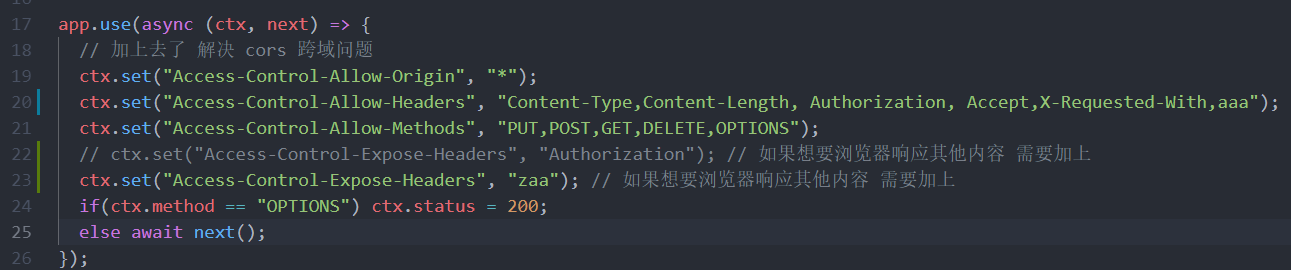 17 app.use(async (ctx, next) => {
18 // 加上去了 解决 cors 跨域问题
19 ctx.set("Access-Control-Allow-Origin", "*");
20 ctx.set("Access-Control-Allow-Headers", "Content-Type,Content-Length, Authorization, Accept,X-Requested-With,aaa");
21 ctx.set("Access-Control-Allow-Methods", "PUT,POST,GET,DELETE,OPTIONS");
22 // ctx.set("Access-Control-Expose-Headers", "Authorization"); // 如果想要浏览器响应其他内容 需要加上
23 ctx.set("Access-Control-Expose-Headers", "zaa"); // 如果想要浏览器响应其他内容 需要加上
24 if(ctx.method == "OPTIONS") ctx.status = 200;
25 else await next();
26 });